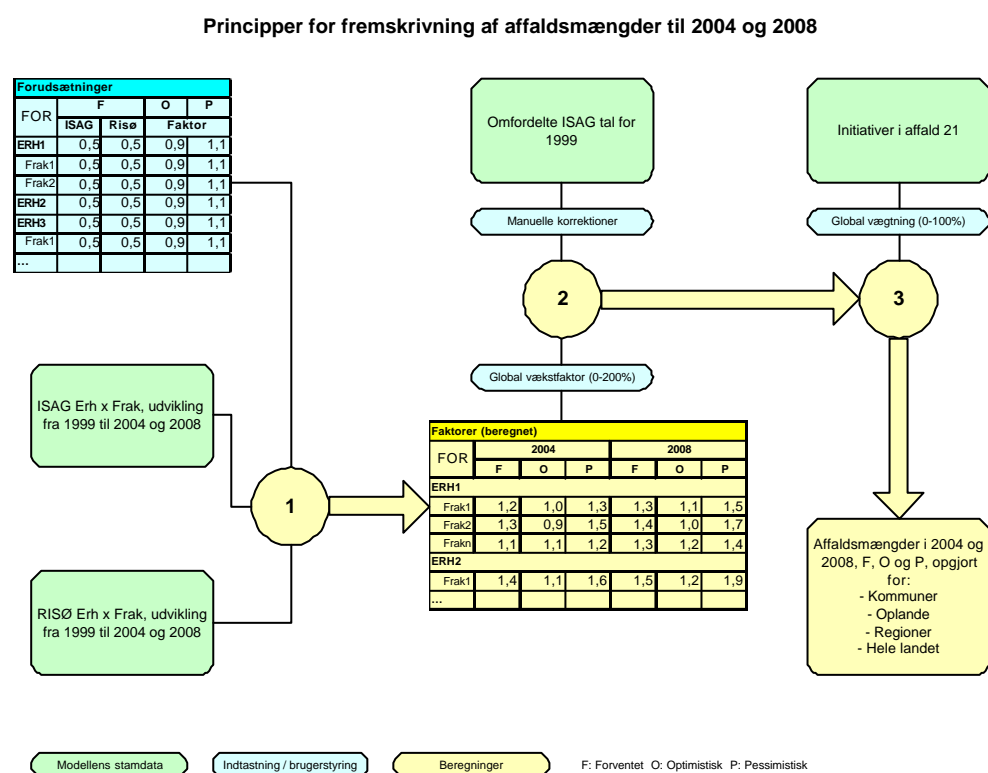 Principper for fremskrivning af affaldsmængder til 2004 og 2008
Forudsætninger
FOR F O P
ISAG Risø Faktor
ERH1 0,5 0,5 0,9 1,1
Frak1 0,5 0,5 0,9 1,1
Frak2 0,5 0,5 0,9 1,1
ERH2 0,5 0,5 0,9 1,1
ERH3 0,5 0,5 0,9 1,1
Frak1 0,5 0,5 0,9 1,1
...
Omfordelte ISAG tal for
1999
Initiativer i affald 21
Manuelle korrektioner
Global vægtning (0-100%)
2
3
Global vækstfaktor (0-200%)
ISAG Erh x Frak, udvikling
fra 1999 til 2004 og 2008
1
RISØ Erh x Frak, udvikling
fra 1999 til 2004 og 2008
Faktorer (beregnet)
FOR 2004 2008
F O P F O P
ERH1
Frak1 1,2 1,0 1,3 1,3 1,1 1,5
Frak2 1,3 0,9 1,5 1,4 1,0 1,7
Frakn 1,1 1,1 1,2 1,3 1,2 1,4
ERH2
Frak1 1,4 1,1 1,6 1,5 1,2 1,9
...
Affaldsmængder i 2004 og
2008, F, O og P, opgjort
for:
- Kommuner
- Oplande
- Regioner
- Hele landet
Modellens stamdata
Indtastning / brugerstyring
Beregninger
F: Forventet O: Optimistisk P: Pessimistisk